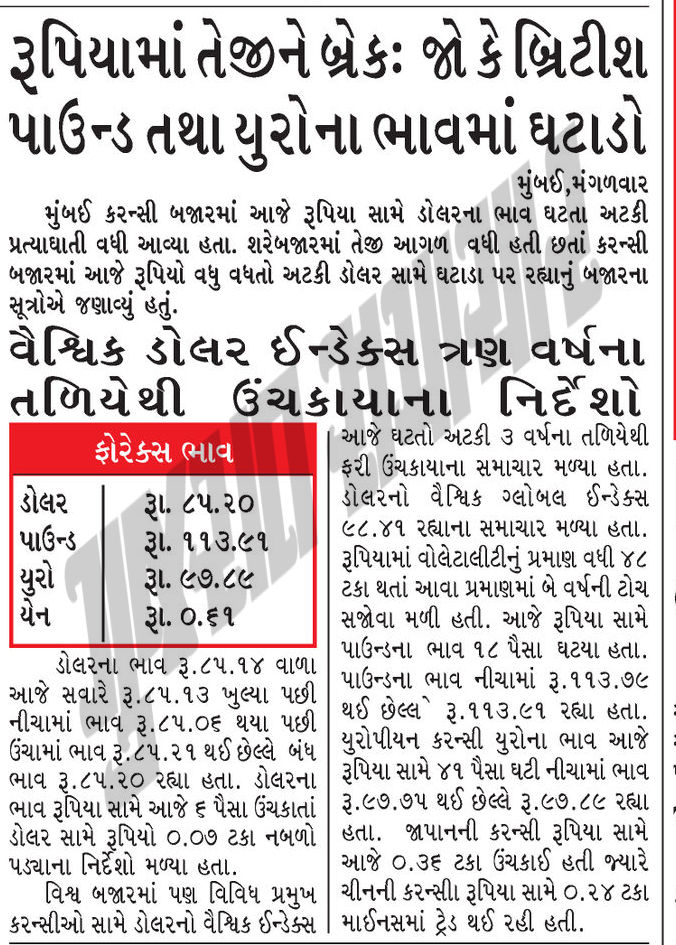 રૂપિયામાં તેજીને બ્રેકઃ જો કે બ્રિટીશ
પાઉન્ડ તથા યુરોના ભાવમાં ઘટાડો
મુંબઈ,મંગળવાર
મુંબઈ કરન્સી બજારમાં આજે રૂપિયા સામે ડોલરના ભાવ ઘટતા અટકી
પ્રત્યાઘાતી વધી આવ્યા હતા. શેરબજારમાં તેજી આગળ વધી હતી છતાં કરન્સી
બજારમાં આજે રૂપિયો વધુ વધતો અટકી ડોલર સામે ઘટાડા પર રહ્યાનું બજારના
સૂત્રોએ જણાવ્યું હતું.
વૈશ્વિક ડોલર ઈન્ડેક્સ ત્રણ વર્ષના
તળિયેથી ઉંચકાયાના નિર્દેશો
ફોરેક્સ ભાવ
ડોલર રૂા. ૮૫.૨૦
પાઉન્ડ રૂા. ૧૧૩.૯૧
યુરો રૂા. ૯૭.૮૯
યેન રૂા. ૦.૬૧
ડોલરના ભાવ રૂ.૮૫.૧૪ વાળા
આજે સવારે રૂ.૮૫.૧૩ ખુલ્યા પછી
નીચામાં ભાવ રૂ.૮૫.૦૬ થયા પછી
ઉંચામાં ભાવ રૂ.૮૫.૨૧ થઈ છેલ્લે બંધ
ભાવ રૂ.૮૫.૨૦ રહ્યા હતા. ડોલરના
ભાવ રૂપિયા સામે આજે ૬ પૈસા ઉંચકાતાં
ડોલર સામે રૂપિયો ૦.૦૭ ટકા નબળો
પડ્યાના નિર્દેશો મળ્યા હતા.
વિશ્વ બજારમાં પણ વિવિધ પ્રમુખ
કરન્સીઓ સામે ડોલરનો વૈશ્વિક ઈન્ડેક્સ
આજે ઘટતો અટકી ૩ વર્ષના તળિયેથી
ફરી ઉંચકાયાના સમાચાર મળ્યા હતા.
ડોલરનો વૈશ્વિક ગ્લોબલ ઈન્ડેક્સ
૯૮.૪૧ રહ્યાના સમાચાર મળ્યા હતા.
રૂપિયામાં વોલેટાલીટીનું પ્રમાણ વધી ૪૮
ટકા થતાં આવા પ્રમાણમાં બે વર્ષની ટોચ
સજોવા મળી હતી. આજે રૂપિયા સામે
પાઉન્ડના ભાવ ૧૮ પૈસા ઘટયા હતા.
પાઉન્ડના ભાવ નીચામાં રૂ.૧૧૩.૭૯
થઈ છેલ્લે રૂ.૧૧૩.૯૧ રહ્યા હતા.
યુરોપીયન કરન્સી યુરોના ભાવ આજે
રૂપિયા સામે ૪૧ પૈસા ઘટી નીચામાં ભાવ
રૂ.૯૭.૭૫ થઈ છેલ્લે રૂ.૯૭.૮૯ રહ્યા
હતા. જાપાનની કરન્સી રૂપિયા સામે
આજે ૦.૩૬ ટકા ઉંચકાઈ હતી જ્યારે
ચીનની કરન્સીા રૂપિયા સામે ૦.૨૪ ટકા
માઈનસમાં ટ્રેડ થઈ રહી હતી.
ગુજરાત સમાચાર